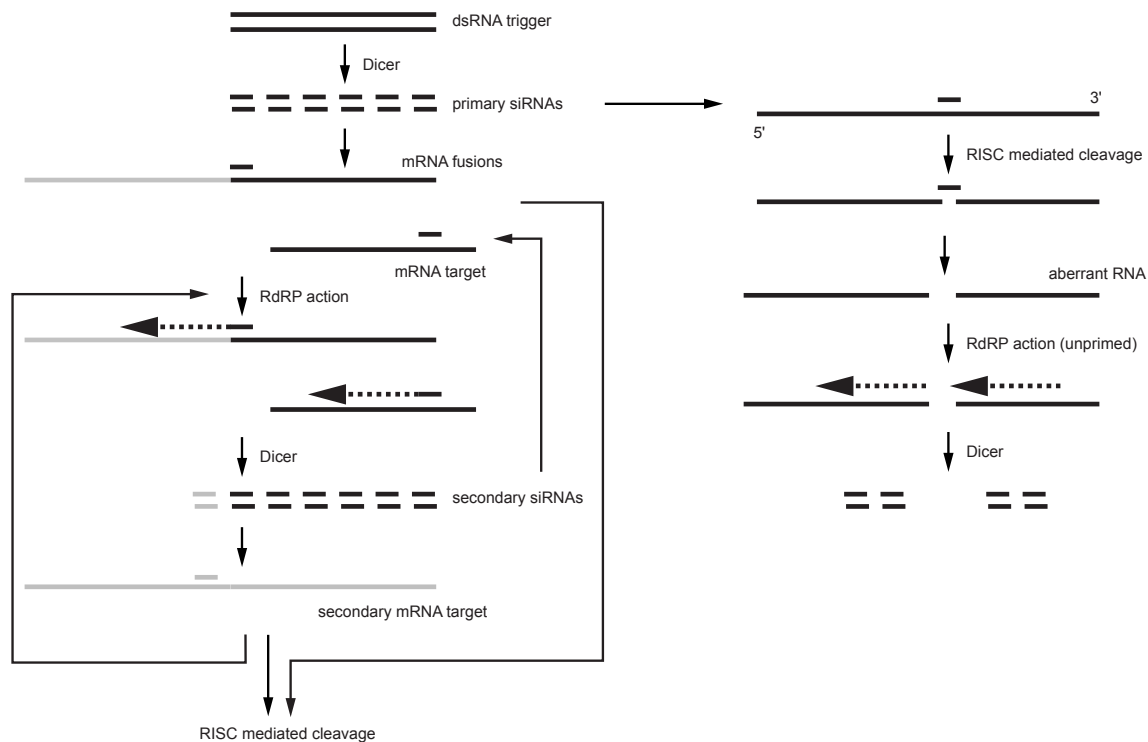 dsRNA trigger
Dicer
primary siRNAs
mRNA fusions
mRNA target
RdRP action
Dicer
secondary siRNAs
secondary mRNA target
RISC mediated cleavage
3'
5'
RISC mediated cleavage
aberrant RNA
RdRP action (unprimed)
Dicer